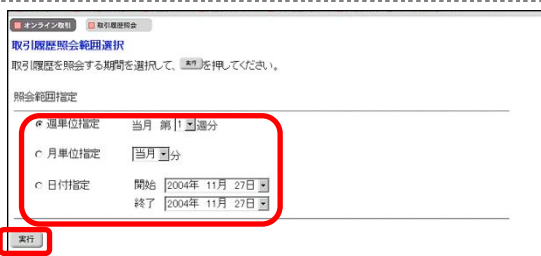 オンライン取引 取引履歴照会
取引履歴照会範囲選択
取引履歴を照会する期間を選択して、 実行 を押してください。
照会範囲指定
週単位指定 当月 第 1 週分
月単位指定 当月 分
日付指定 開始 2004年 11月 27日
終了 2004年 11月 27日
実行